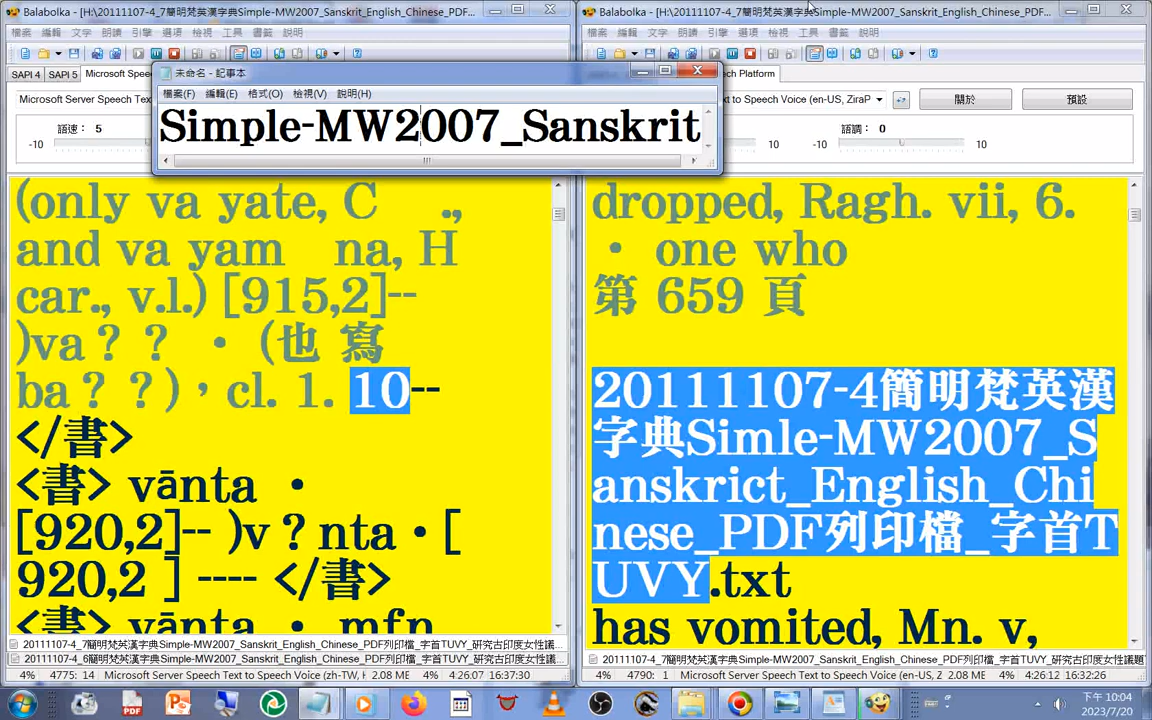 Balabolka - [H:\20111107-4_7簡明梵英漢字典Simple-MW2007_Sanskrit_English_Chinese_PDF...
檔案 編輯 文字 朗讀 引擎 選項 檢視 工具 書籤 說明
SAPI 4 SAPI 5 Microsoft Spee
Microsoft Server Speech Text
語速： 5
-10
未命名 - 記事本
檔案(F) 編輯(E) 格式(O) 檢視(V) 說明(H)
Simple-MW2007_Sanskrit
(only va yate, C .,
and va yam na, H
car., v.l.) [915,2]--
)va？？ • (也 寫
ba？？)，cl. 1. 10--
</書>
<書> vānta •
[920,2]-- )v？nta•[
920,2 ] ---- </書>
<書> vānta • mfn
20111107-4_7簡明梵英漢字典Simple-MW2007_Sanskrit_English_Chinese_PDF列印檔_字首TUVY_研究古印度女性議...
20111107-4_6簡明梵英漢字典Simple-MW2007_Sanskrit_English_Chinese_PDF列印檔_字首TUVY_研究古印度女性議...
4% 4775: 14 Microsoft Server Speech Text to Speech Voice (zh-TW, H 2.08 MB 4% 4:26:07 16:37:30
Balabolka - [H:\20111107-4_7簡明梵英漢字典Simple-MW2007_Sanskrit_English_Chinese_PDF...
檔案 編輯 文字 朗讀 引擎 選項 檢視 工具 書籤 說明
ch Platform
t to Speech Voice (en-US, ZiraP 關於 預設
語調： 0
10 -10 10
dropped, Ragh. vii, 6.
• one who
第 659 頁
20111107-4簡明梵英漢
字典Simle-MW2007_S
anskrict_English_Chi
nese_PDF列印檔_字首T
UVY.txt
has vomited, Mn. v,
20111107-4_7簡明梵英漢字典Simple-MW2007_Sanskrit_English_Chinese_PDF列印檔_字首TUVY_研究古印度女性議題
4% 4790: 1 Microsoft Server Speech Text to Speech Voice (en-US, 2.08 MB 4% 4:26:12 16:32:26
下午 10:04
2023/7/20